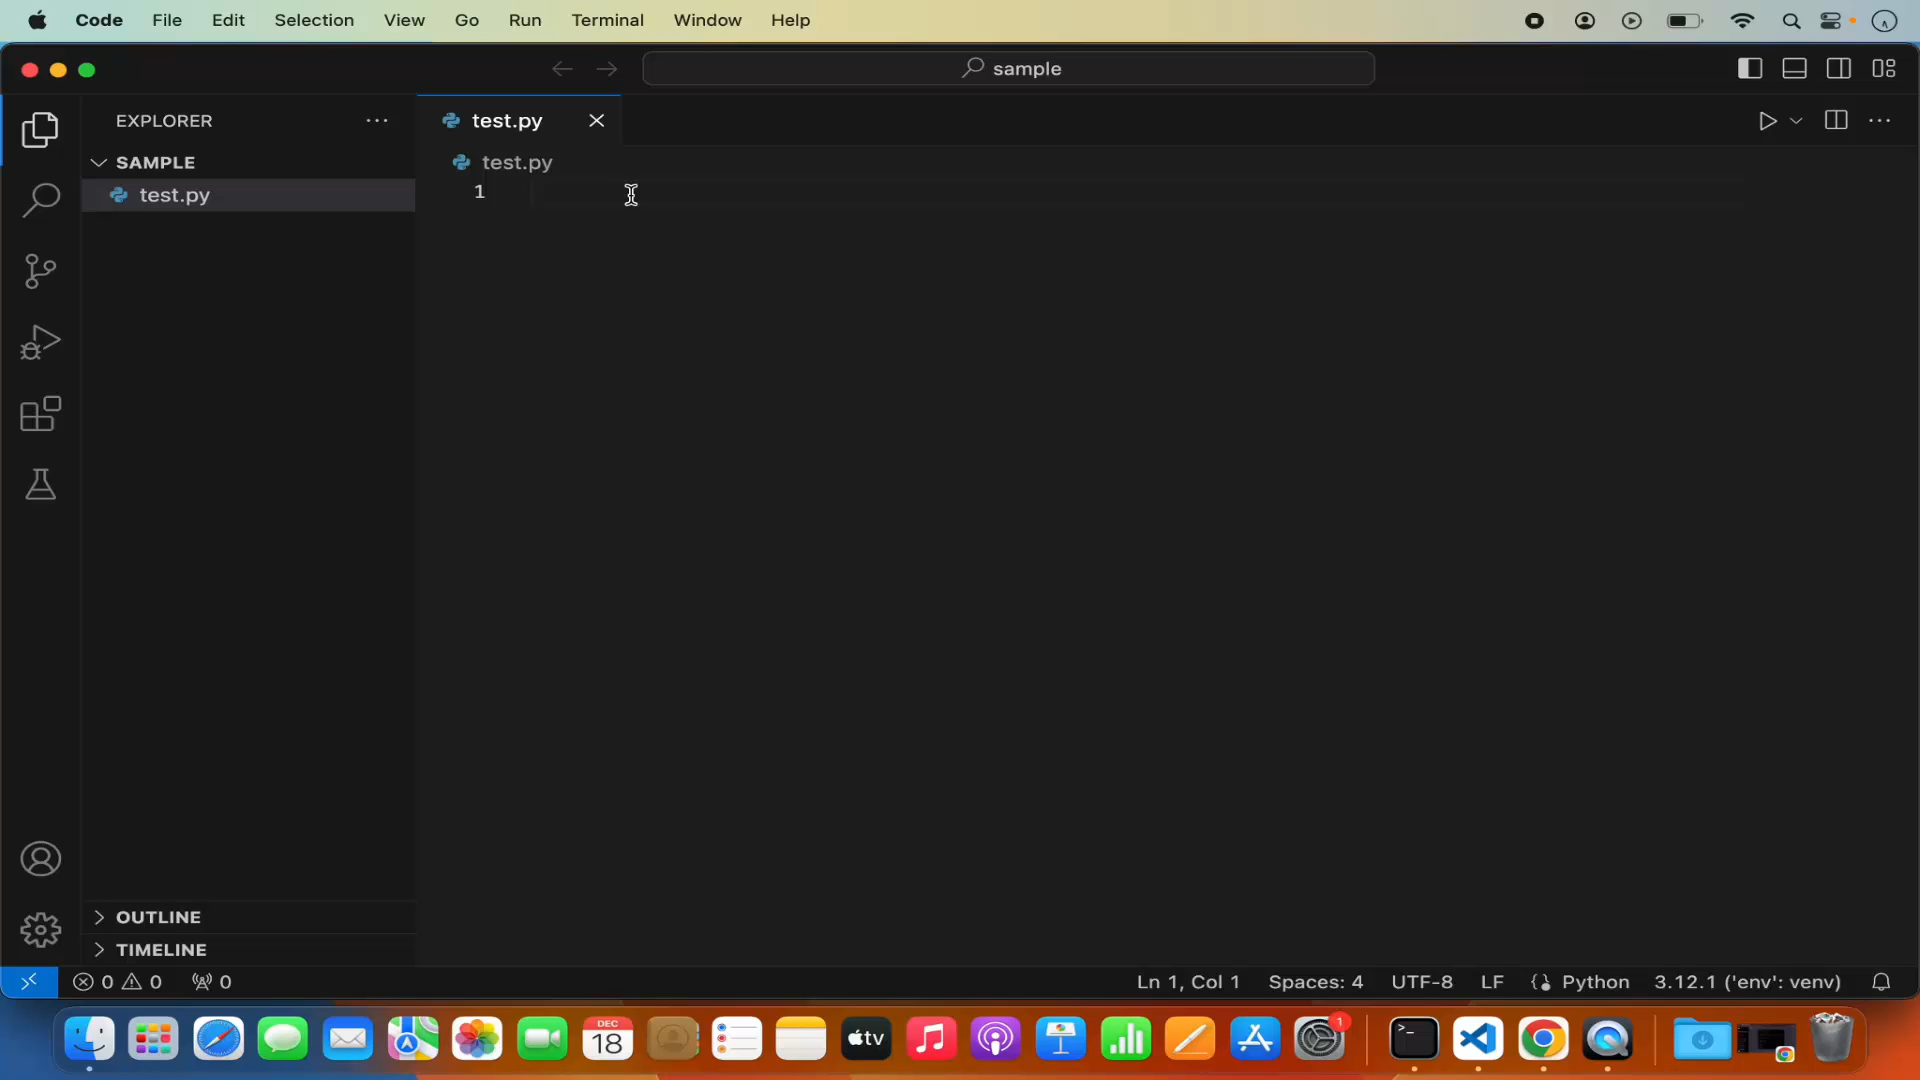 Code File Edit Selection View Go Run Terminal Window Help
sample
EXPLORER
test.py
test.py
SAMPLE
test.py
1
OUTLINE
TIMELINE
0 0 0
Ln 1, Col 1 Spaces: 4 UTF-8 LF Python 3.12.1 ('env': venv)
DEC
18
tv
1